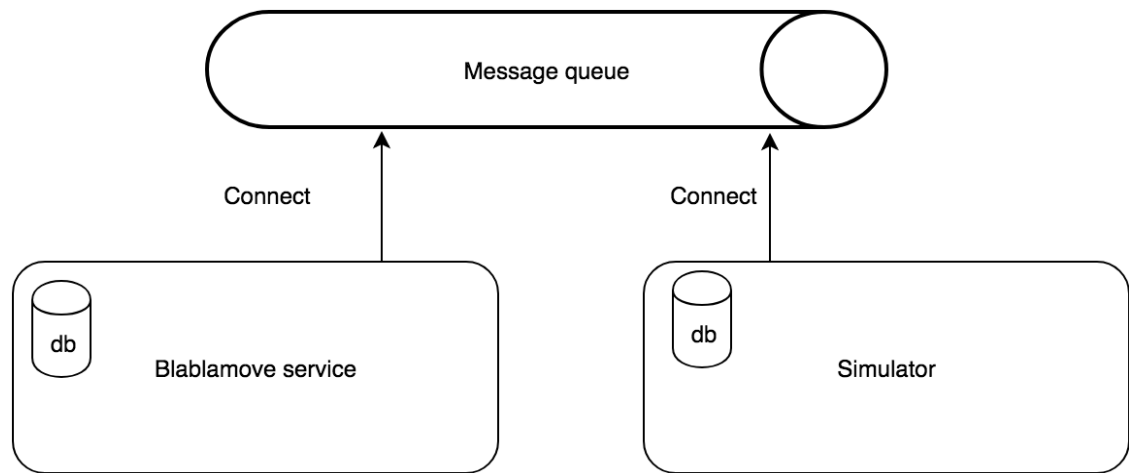 Message queue
Connect
Connect
db
Blablamove service
db
Simulator